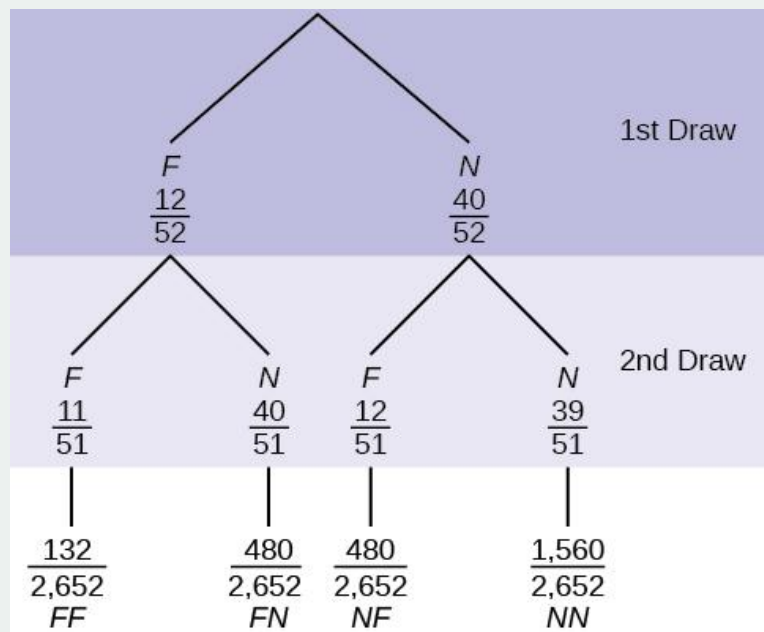 1st Draw
F N
12 40
52 52
2nd Draw
F N F N
11 40 12 39
51 51 51 51
132 480 480 1,560
2,652 2,652 2,652 2,652
FF FN NF NN